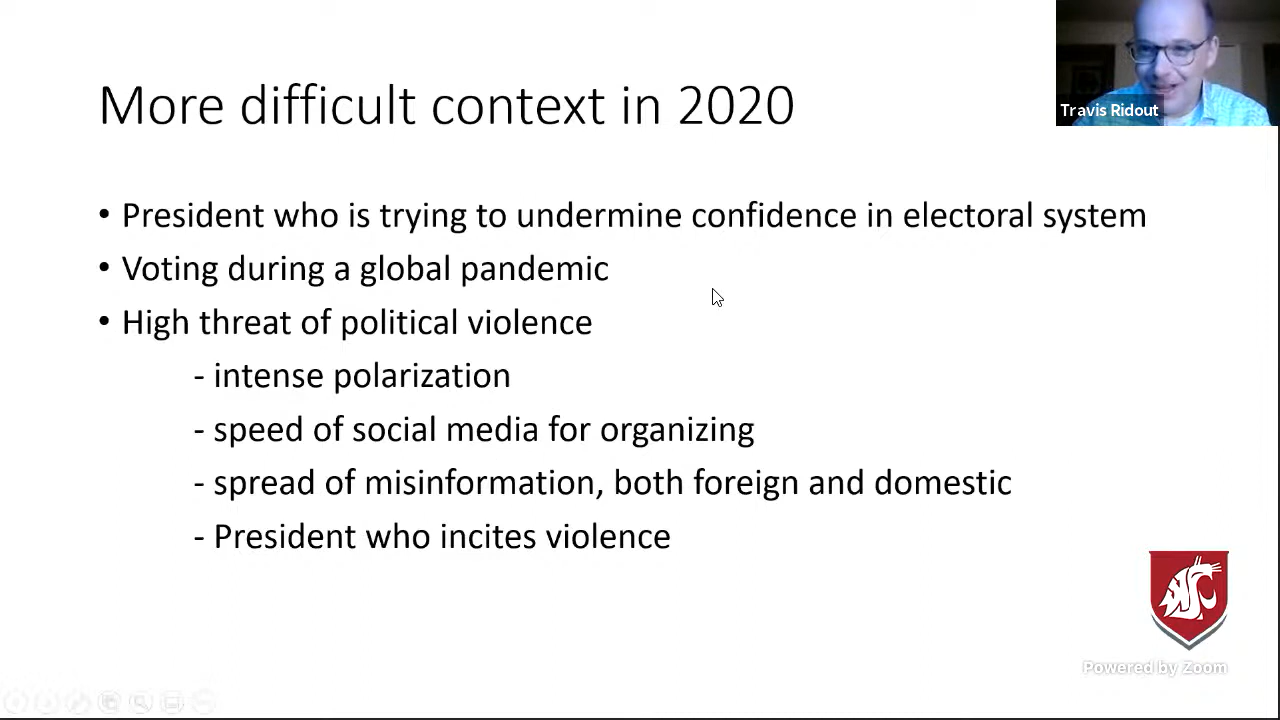 Travis Ridout
More difficult context in 2020
• President who is trying to undermine confidence in electoral system
• Voting during a global pandemic
• High threat of political violence
- intense polarization
- speed of social media for organizing
- spread of misinformation, both foreign and domestic
- President who incites violence
Powered by Zoom